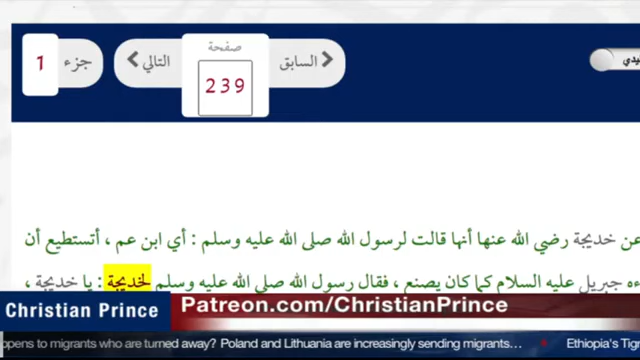 جزء
1
التالي
صفحة
239
السابق
عن خديجة رضي الله عنها أنها قالت لرسول الله صلى الله عليه وسلم : أي ابن عم ، أتستطيع أن
جبريل عليه السلام كما كان يصنع ، فقال رسول الله صلى الله عليه وسلم لخديجة : يا خديجة ،
Christian Prince
Patreon.com/ChristianPrince
to migrants who are turned away? Poland and Lithuania are increasingly sending migrants...
Ethiopia's